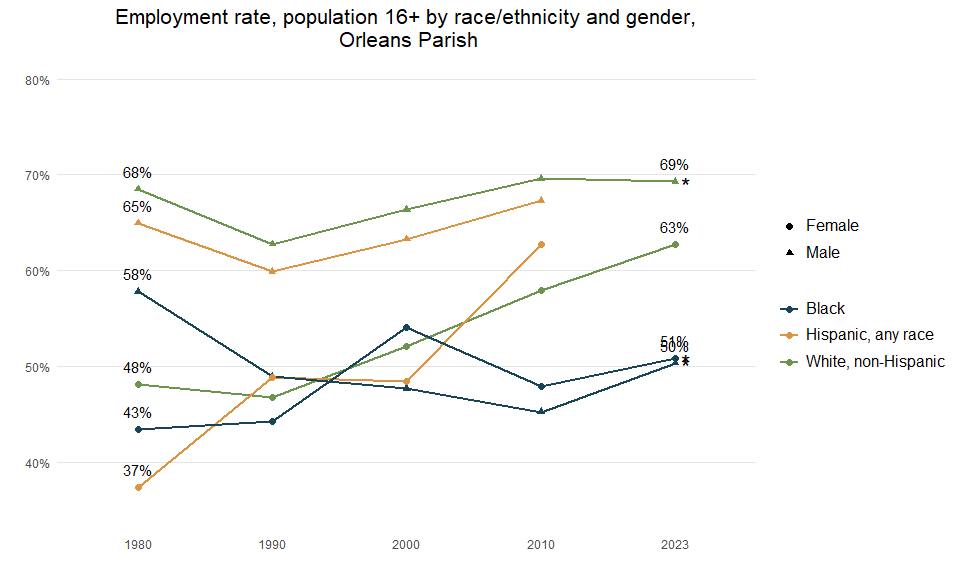 Employment rate, population 16+ by race/ethnicity and gender,
Orleans Parish
80%
70%
60%
50%
40%
68%
65%
58%
48%
43%
37%
69%
*
63%
51%
50%
*
*
1980 1990 2000 2010 2023
Female
Male
Black
Hispanic, any race
White, non-Hispanic